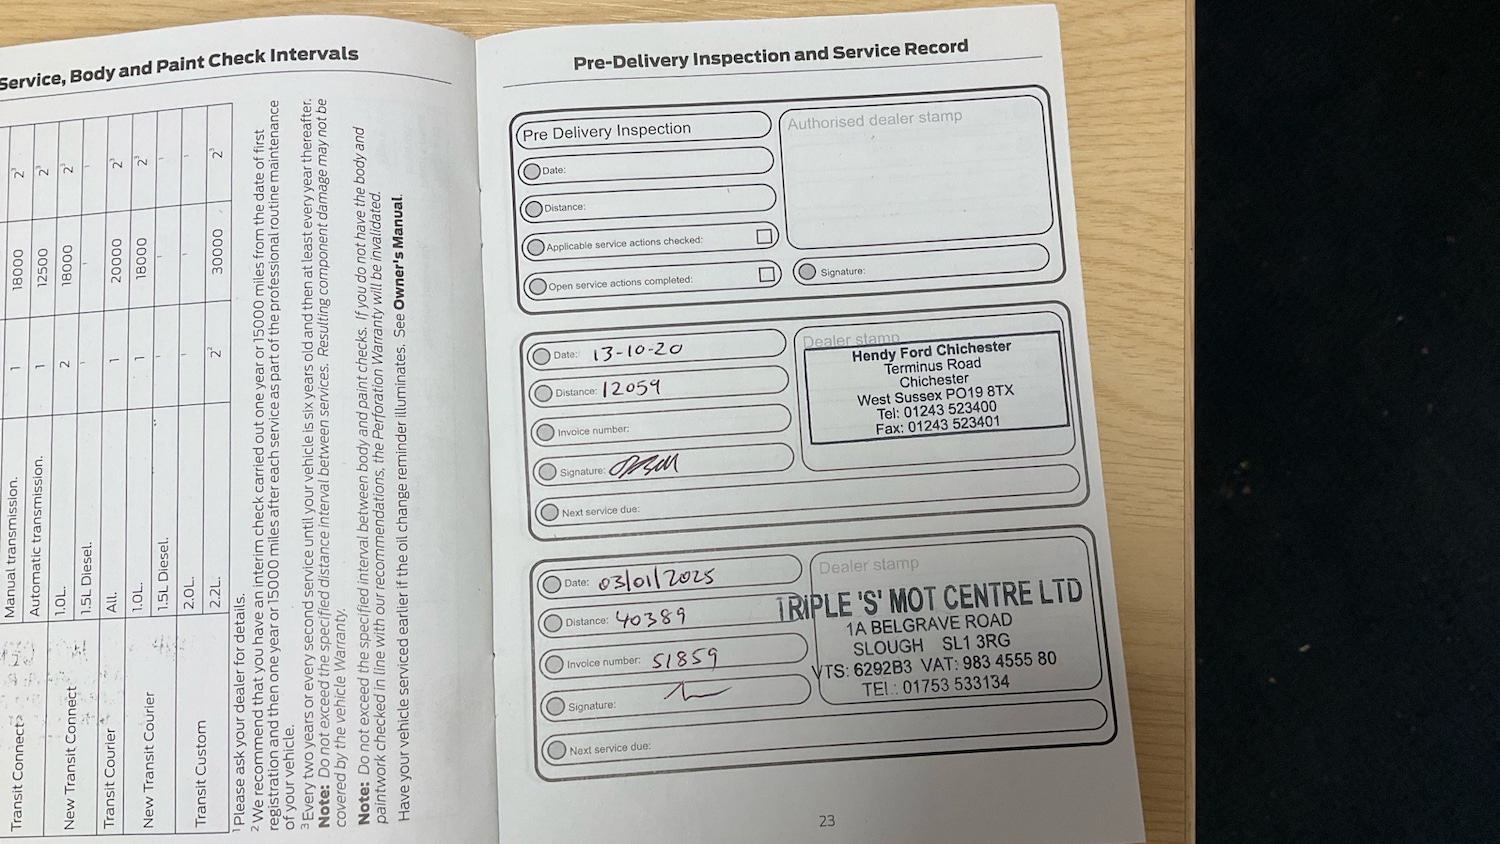 Service, Body and Paint Check Intervals
Transit Connect
Manual transmission.
1
18000
2³
Automatic transmission.
1
12500
2³
New Transit Connect
1.0L.
2
18000
2³
1.5L Diesel.
-
-
-
Transit Courier
All.
1
20000
2³
New Transit Courier
1.0L.
1
18000
2³
1.5L Diesel.
-
-
-
Transit Custom
2.0L.
-
-
-
2.2L.
2²
30000
2³
¹ Please ask your dealer for details.
² We recommend that you have an interim check carried out one year or 15000 miles from the date of first
registration and then one year or 15000 miles after each service as part of the professional routine maintenance
of your vehicle.
³ Every two years or every second service until your vehicle is six years old and then at least every year thereafter.
Note: Do not exceed the specified distance interval between services. Resulting component damage may not be
covered by the vehicle Warranty.
Note: Do not exceed the specified interval between body and paint checks. If you do not have the body and
paintwork checked in line with our recommendations, the Perforation Warranty will be invalidated.
Have your vehicle serviced earlier if the oil change reminder illuminates. See Owner's Manual.
Pre-Delivery Inspection and Service Record
Pre Delivery Inspection
Date:
Distance:
Applicable service actions checked:
Open service actions completed:
Authorised dealer stamp
Signature:
Date: 13-10-20
Distance: 12059
Invoice number:
Signature:
Next service due:
Dealer stamp
Hendy Ford Chichester
Terminus Road
Chichester
West Sussex PO19 8TX
Tel: 01243 523400
Fax: 01243 523401
Date: 03/01/2025
Distance: 40389
Invoice number: 51859
Signature:
Next service due:
Dealer stamp
TRIPLE 'S' MOT CENTRE LTD
1A BELGRAVE ROAD
SLOUGH SL1 3RG
VTS: 6292B3 VAT: 983 4555 80
TEL: 01753 533134
23